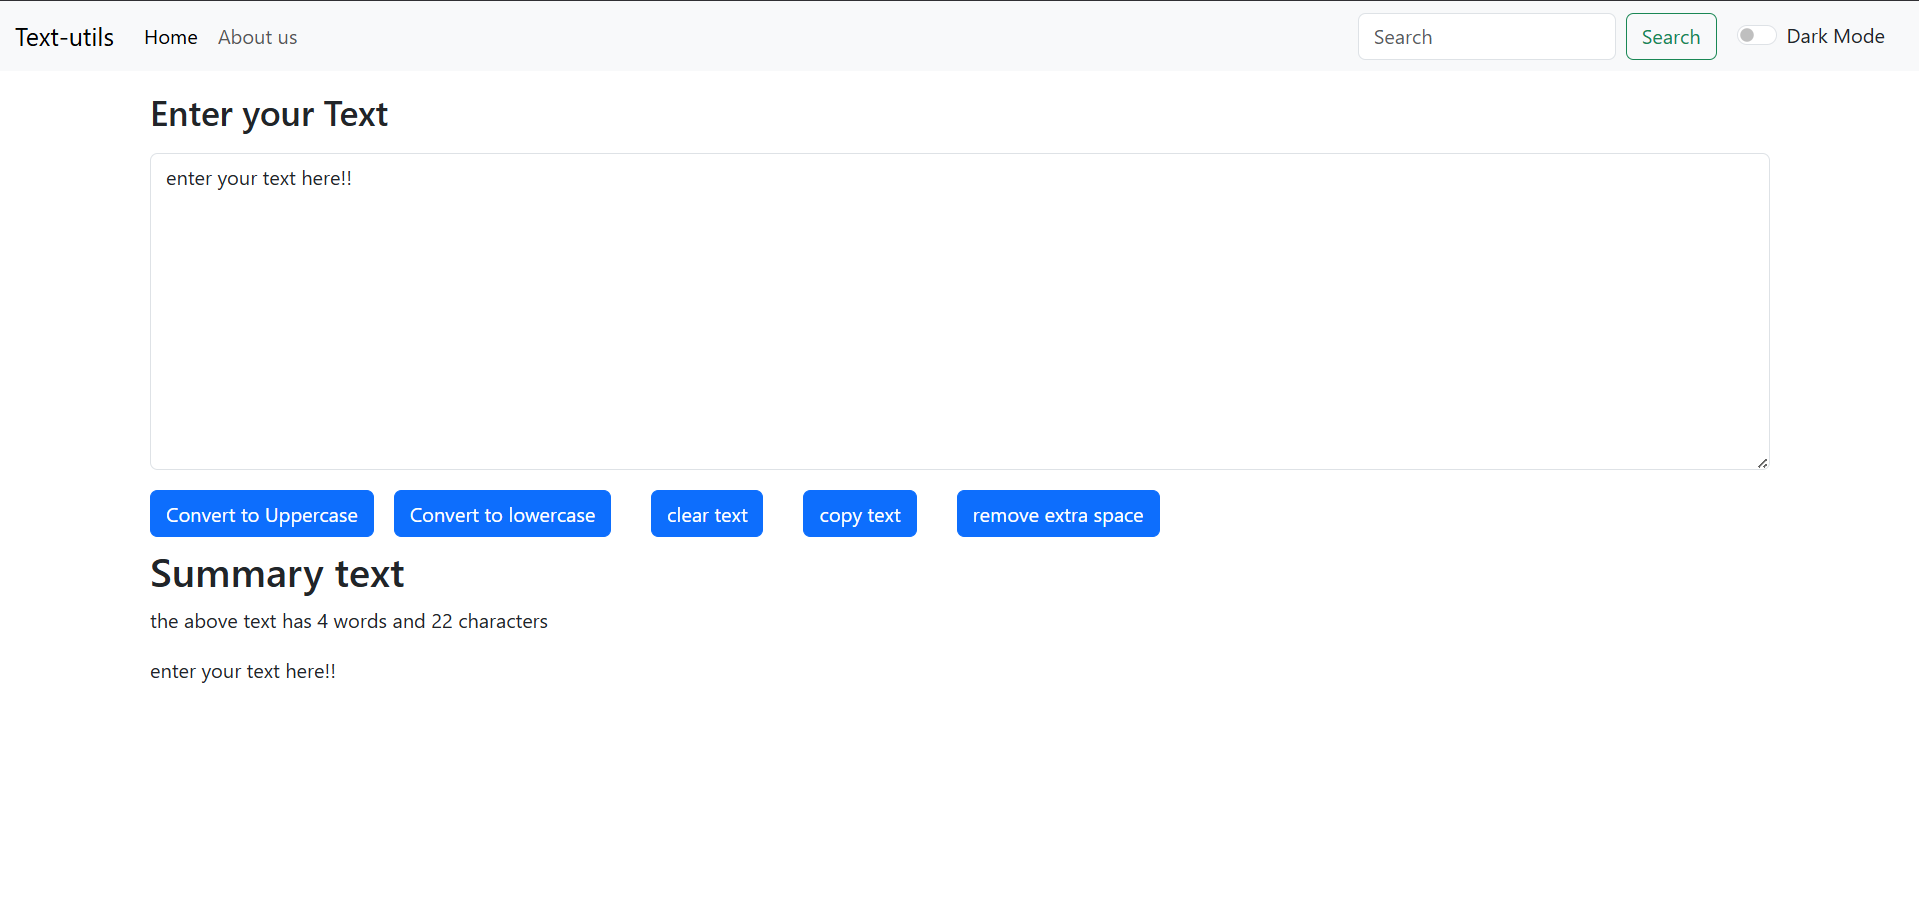 Text-utils Home About us Search Search Dark Mode
Enter your Text
enter your text here!!
Convert to Uppercase Convert to lowercase clear text copy text remove extra space
Summary text
the above text has 4 words and 22 characters
enter your text here!!